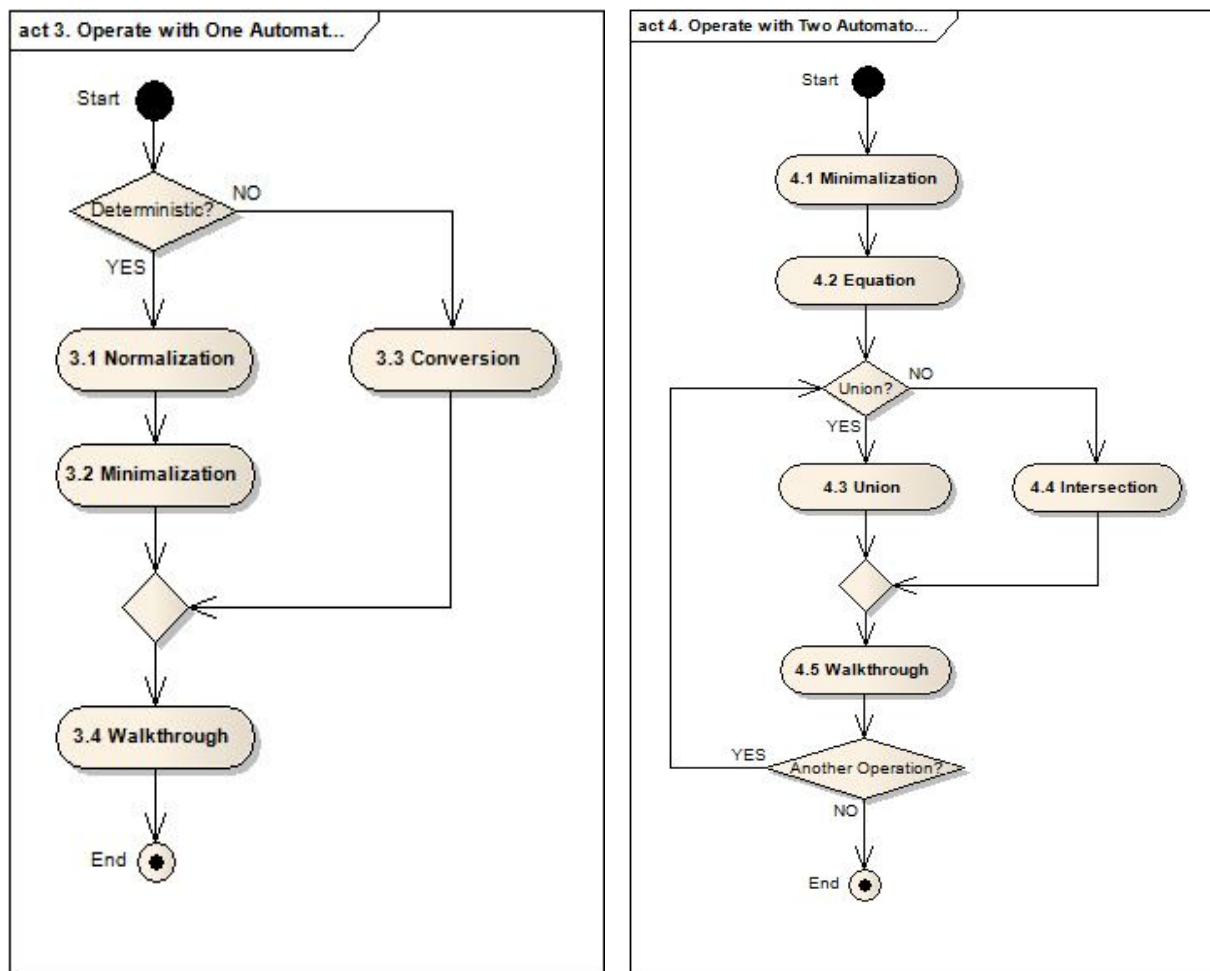 act 3. Operate with One Automat...
Start
Deterministic?
NO
YES
3.1 Normalization
3.3 Conversion
3.2 Minimalization
3.4 Walkthrough
End
act 4. Operate with Two Automato...
Start
4.1 Minimalization
4.2 Equation
Union?
NO
YES
4.3 Union
4.4 Intersection
4.5 Walkthrough
YES
Another Operation?
NO
End